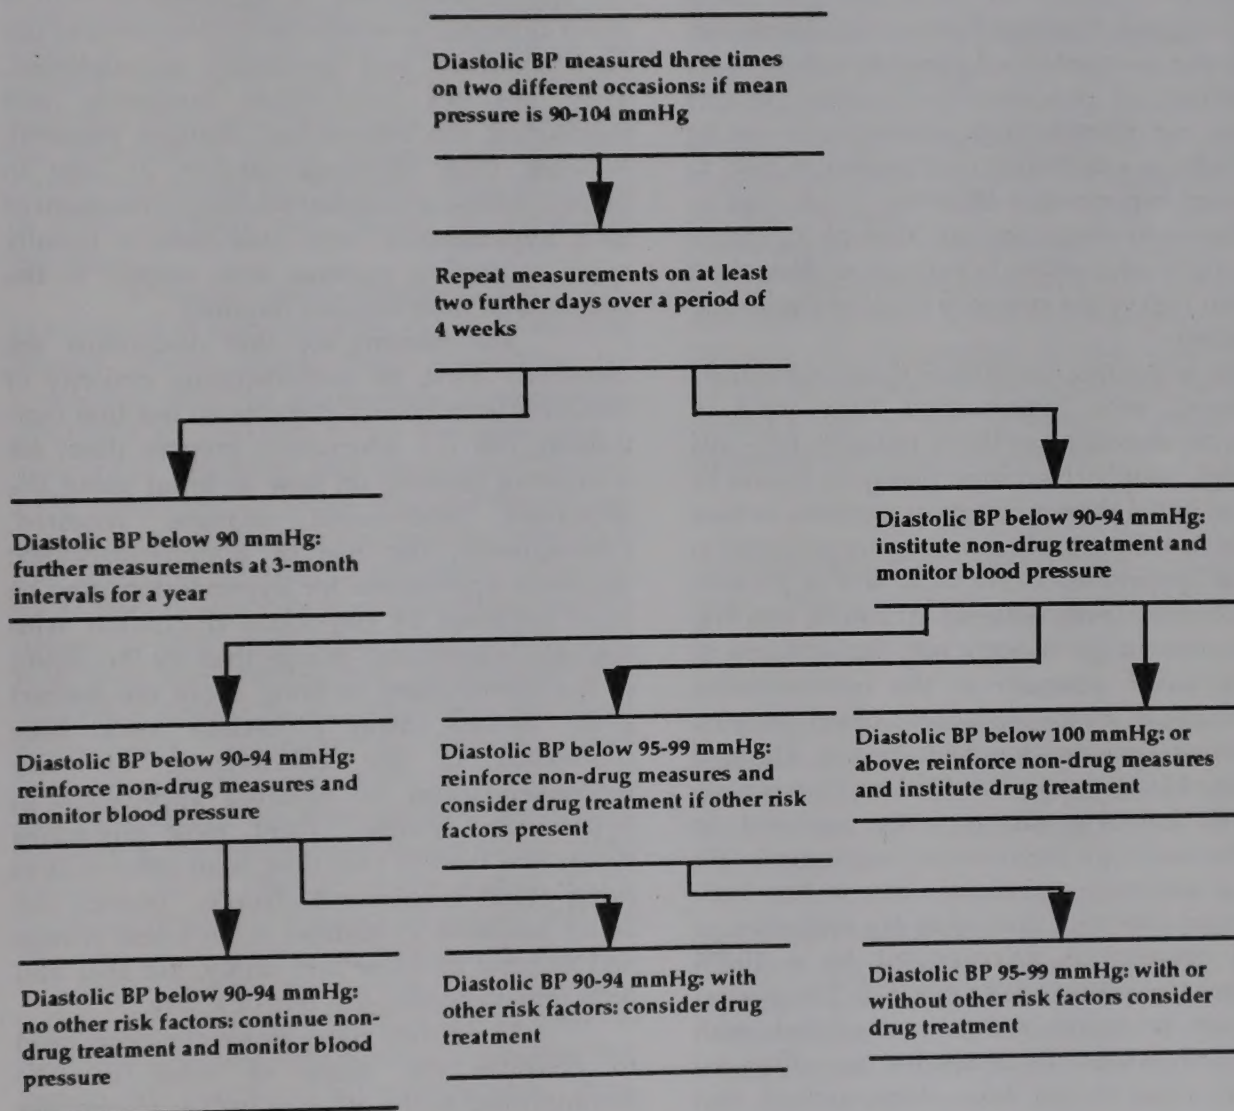 Diastolic BP measured three times
on two different occasions: if mean
pressure is 90-104 mmHg
Repeat measurements on at least
two further days over a period of
4 weeks
Diastolic BP below 90 mmHg:
further measurements at 3-month
intervals for a year
Diastolic BP below 90-94 mmHg:
institute non-drug treatment and
monitor blood pressure
Diastolic BP below 90-94 mmHg:
reinforce non-drug measures and
monitor blood pressure
Diastolic BP below 95-99 mmHg:
reinforce non-drug measures and
consider drug treatment if other risk
factors present
Diastolic BP below 100 mmHg: or
above: reinforce non-drug measures
and institute drug treatment
Diastolic BP below 90-94 mmHg:
no other risk factors: continue non-
drug treatment and monitor blood
pressure
Diastolic BP 90-94 mmHg: with
other risk factors: consider drug
treatment
Diastolic BP 95-99 mmHg: with or
without other risk factors consider
drug treatment